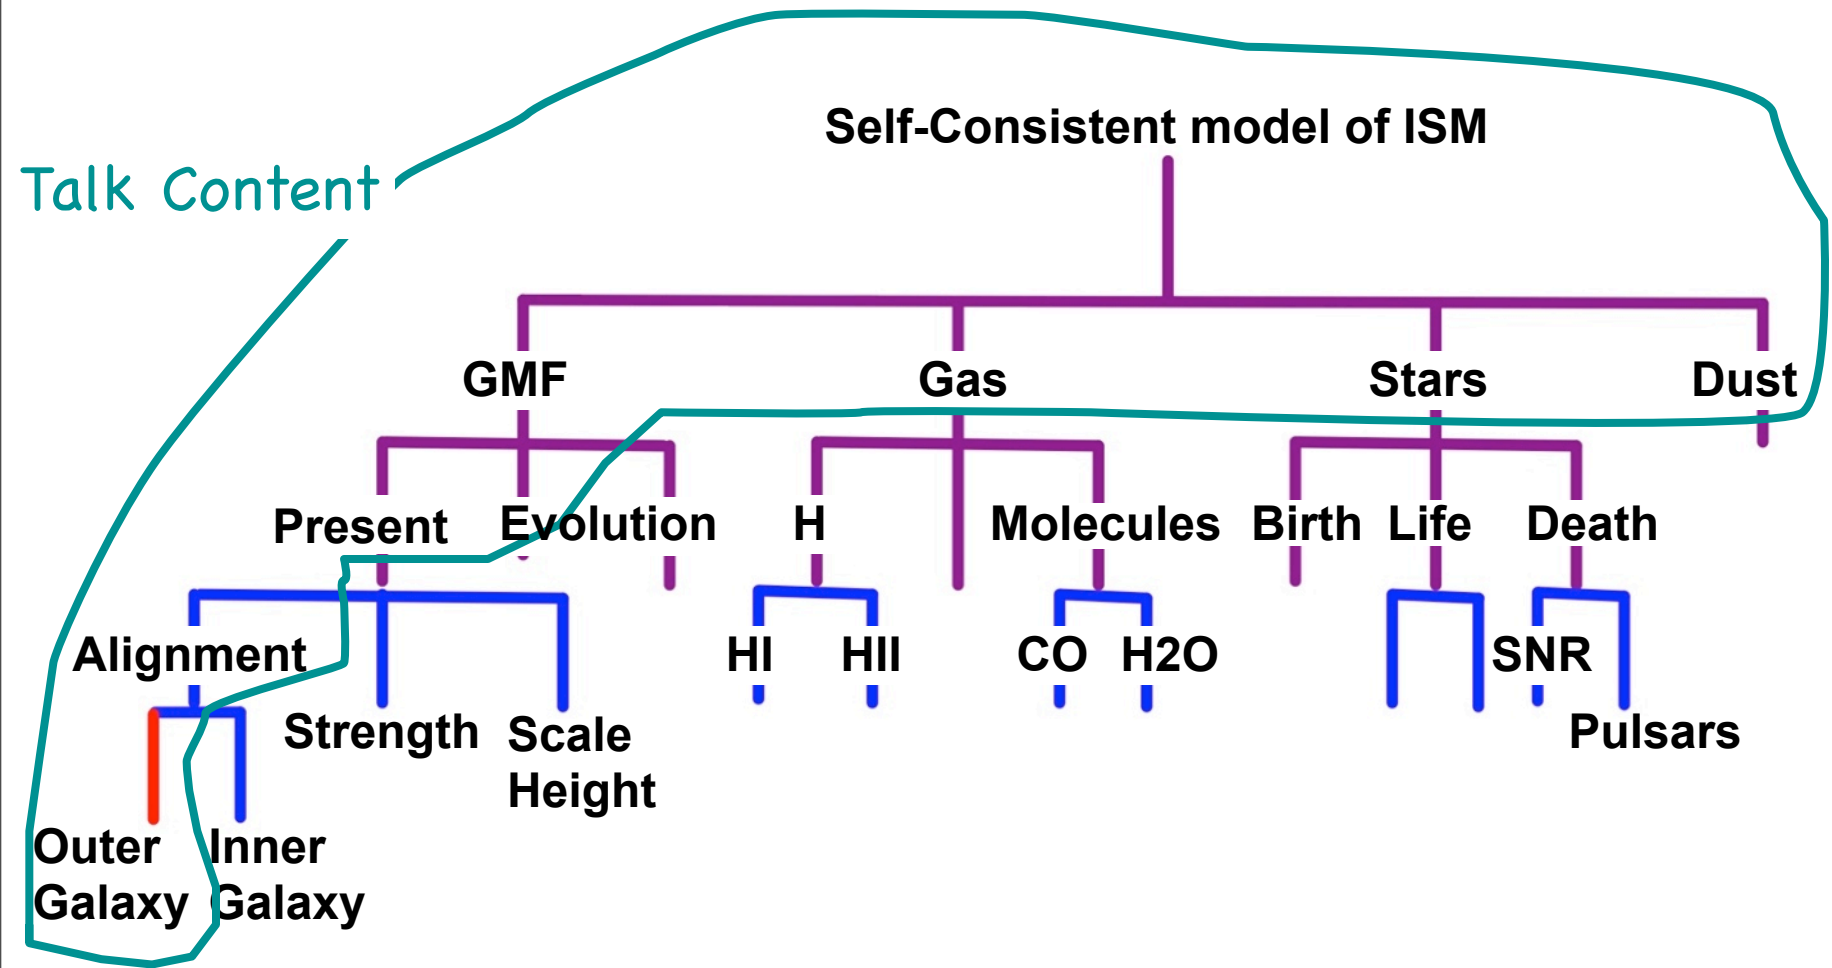 Self-Consistent model of ISM
Talk Content
GMF Gas Stars Dust
Present Evolution H Molecules Birth Life Death
Alignment HI HII CO H2O SNR
Strength Scale Height Pulsars
Outer Galaxy Inner Galaxy